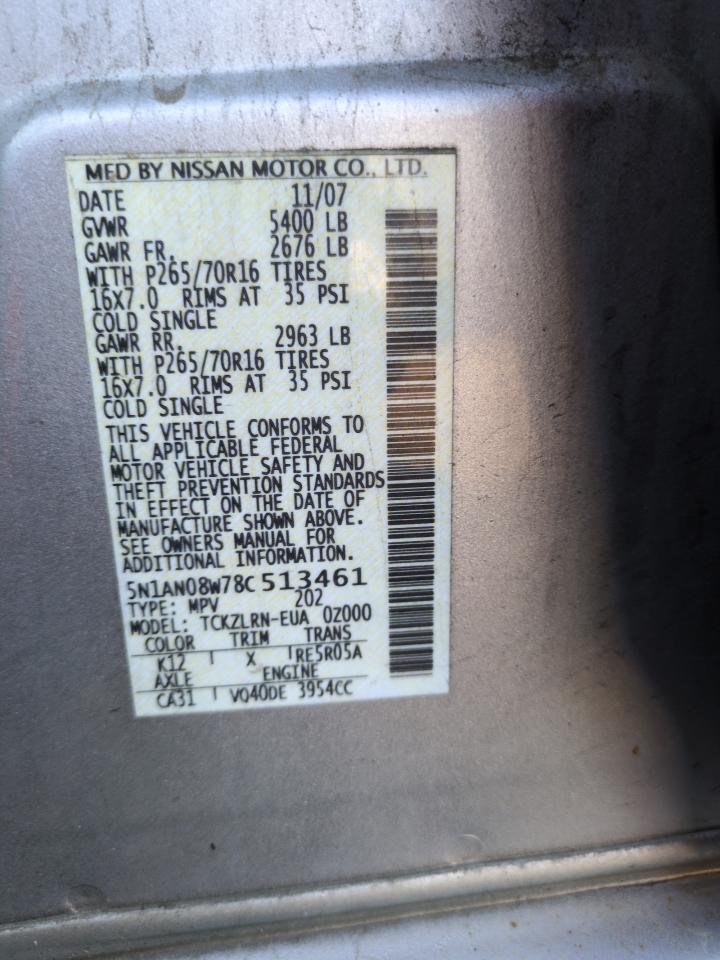 MFD BY NISSAN MOTOR CO., LTD.
DATE 11/07
GVWR 5400 LB
GAWR FR. 2676 LB
WITH P265/70R16 TIRES
16X7.0 RIMS AT 35 PSI
COLD SINGLE
GAWR RR. 2963 LB
WITH P265/70R16 TIRES
16X7.0 RIMS AT 35 PSI
COLD SINGLE
THIS VEHICLE CONFORMS TO
ALL APPLICABLE FEDERAL
MOTOR VEHICLE SAFETY AND
THEFT PREVENTION STANDARDS
IN EFFECT ON THE DATE OF
MANUFACTURE SHOWN ABOVE.
SEE OWNERS MANUAL FOR
ADDITIONAL INFORMATION.
5N1AN08W78C513461
TYPE: MPV 202
MODEL: TCKZLRN-EUA 0Z000
COLOR TRIM TRANS
K12 X RE5R05A
AXLE ENGINE
CA31 VQ40DE 3954CC